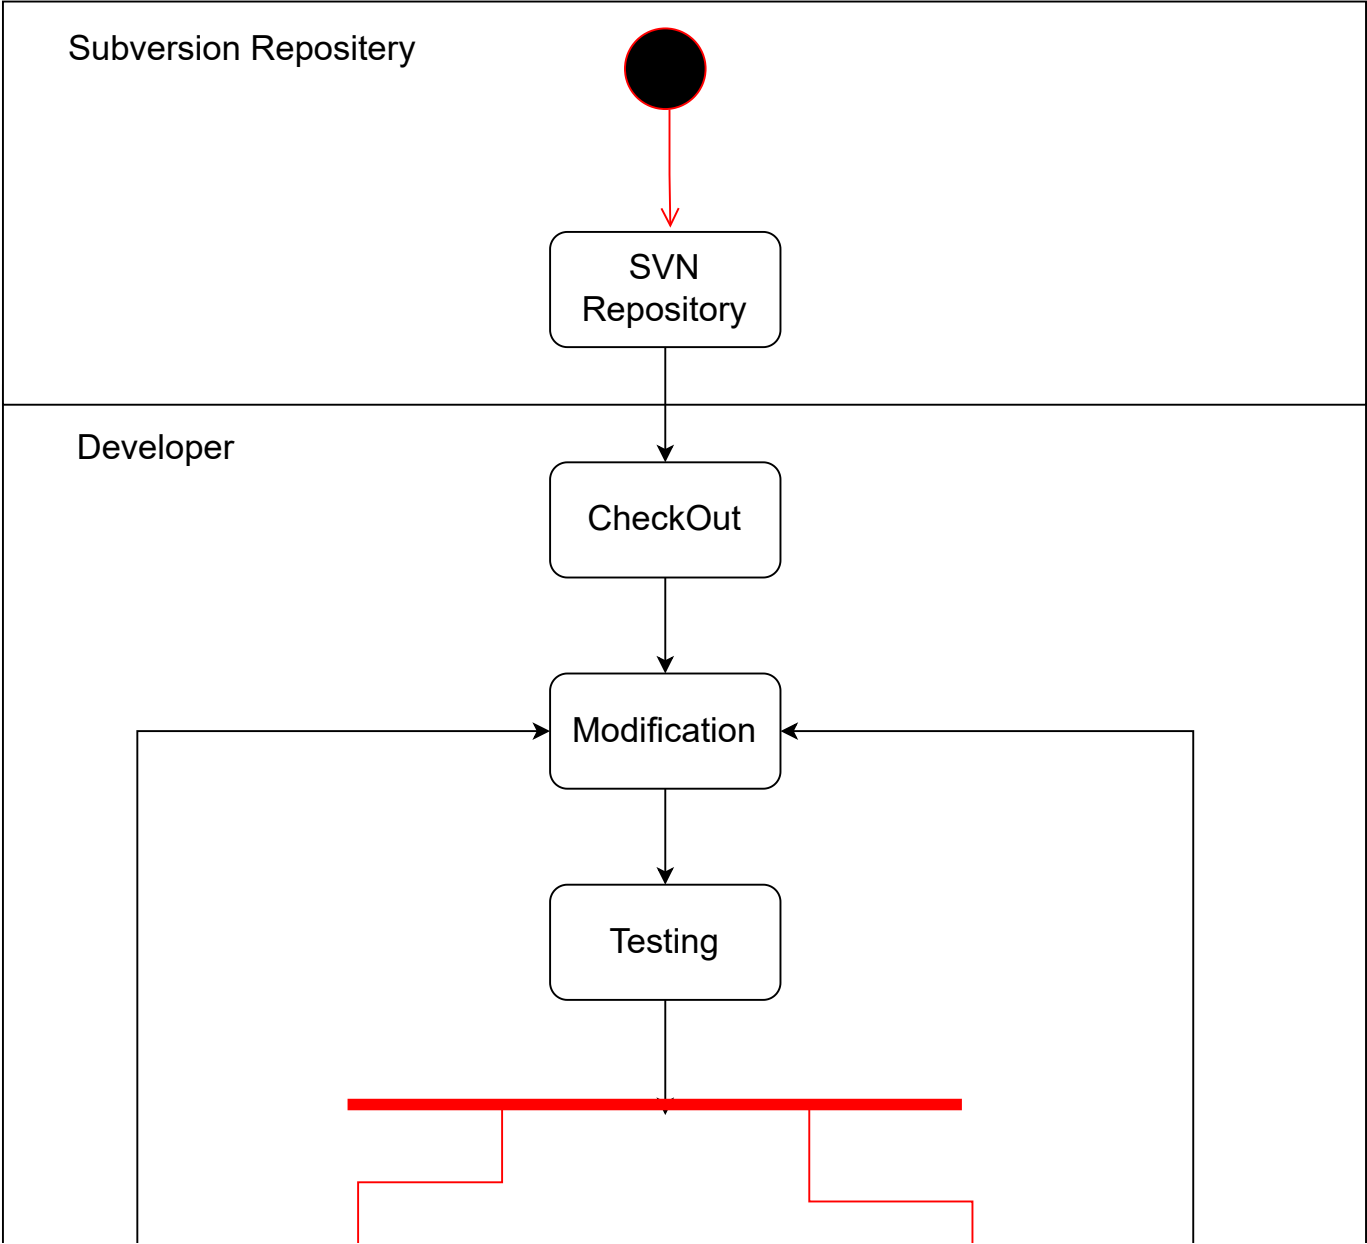 Subversion Repositery
SVN
Repository
Developer
CheckOut
Modification
Testing